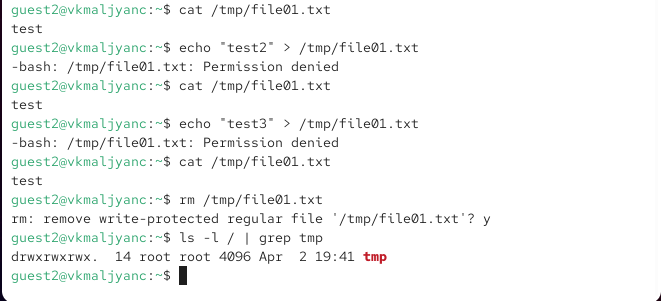 guest2@vkmaljyanc:~$ cat /tmp/file01.txt
test
guest2@vkmaljyanc:~$ echo "test2" > /tmp/file01.txt
-bash: /tmp/file01.txt: Permission denied
guest2@vkmaljyanc:~$ cat /tmp/file01.txt
test
guest2@vkmaljyanc:~$ echo "test3" > /tmp/file01.txt
-bash: /tmp/file01.txt: Permission denied
guest2@vkmaljyanc:~$ cat /tmp/file01.txt
test
guest2@vkmaljyanc:~$ rm /tmp/file01.txt
rm: remove write-protected regular file '/tmp/file01.txt'? y
guest2@vkmaljyanc:~$ ls -l / | grep tmp
drwxrwxrwx.  14 root root 4096 Apr  2 19:41 tmp
guest2@vkmaljyanc:~$